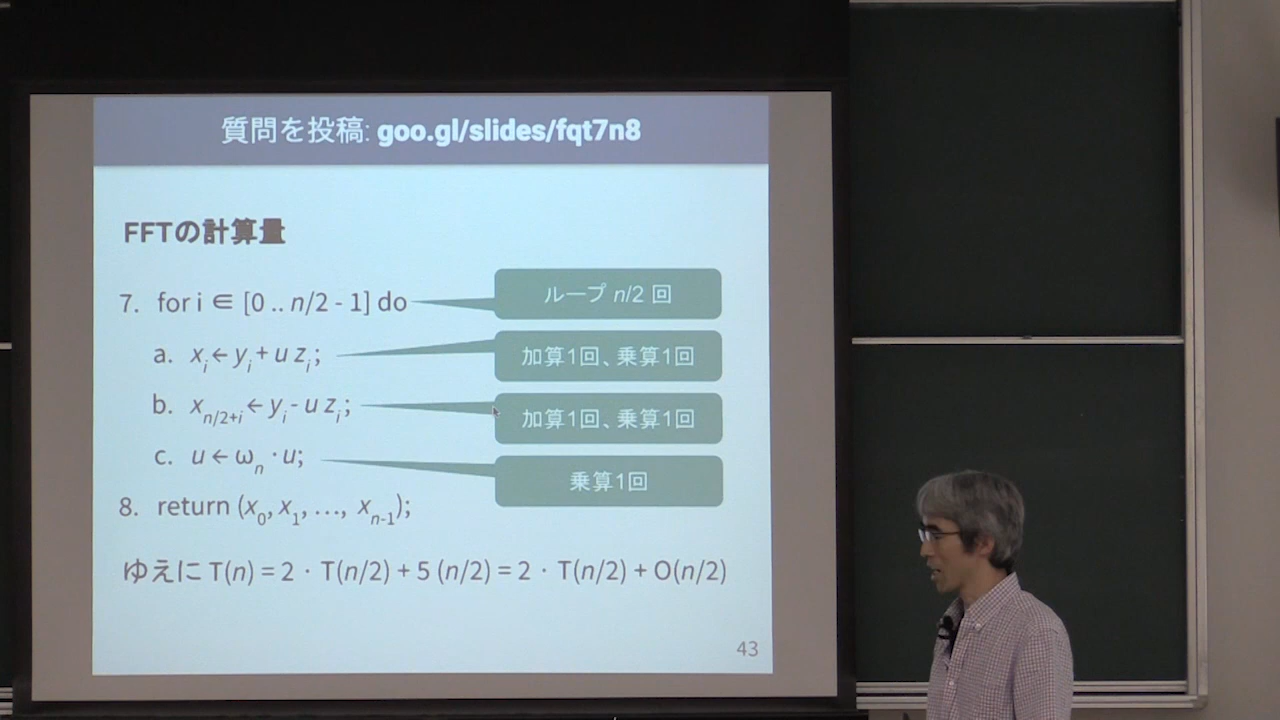 質問を投稿: goo.gl/slides/fqt7n8
FFTの計算量
7. for i ∈ [0 .. n/2 - 1] do
ループ n/2 回
a. xᵢ ← yᵢ + u zᵢ;
加算1回、乗算1回
b. x_{n/2+i} ← yᵢ - u zᵢ;
加算1回、乗算1回
c. u ← ωₙ · u;
乗算1回
8. return (x₀, x₁, …, x_{n-1});
ゆえに T(n) = 2 · T(n/2) + 5 (n/2) = 2 · T(n/2) + O(n/2)
43